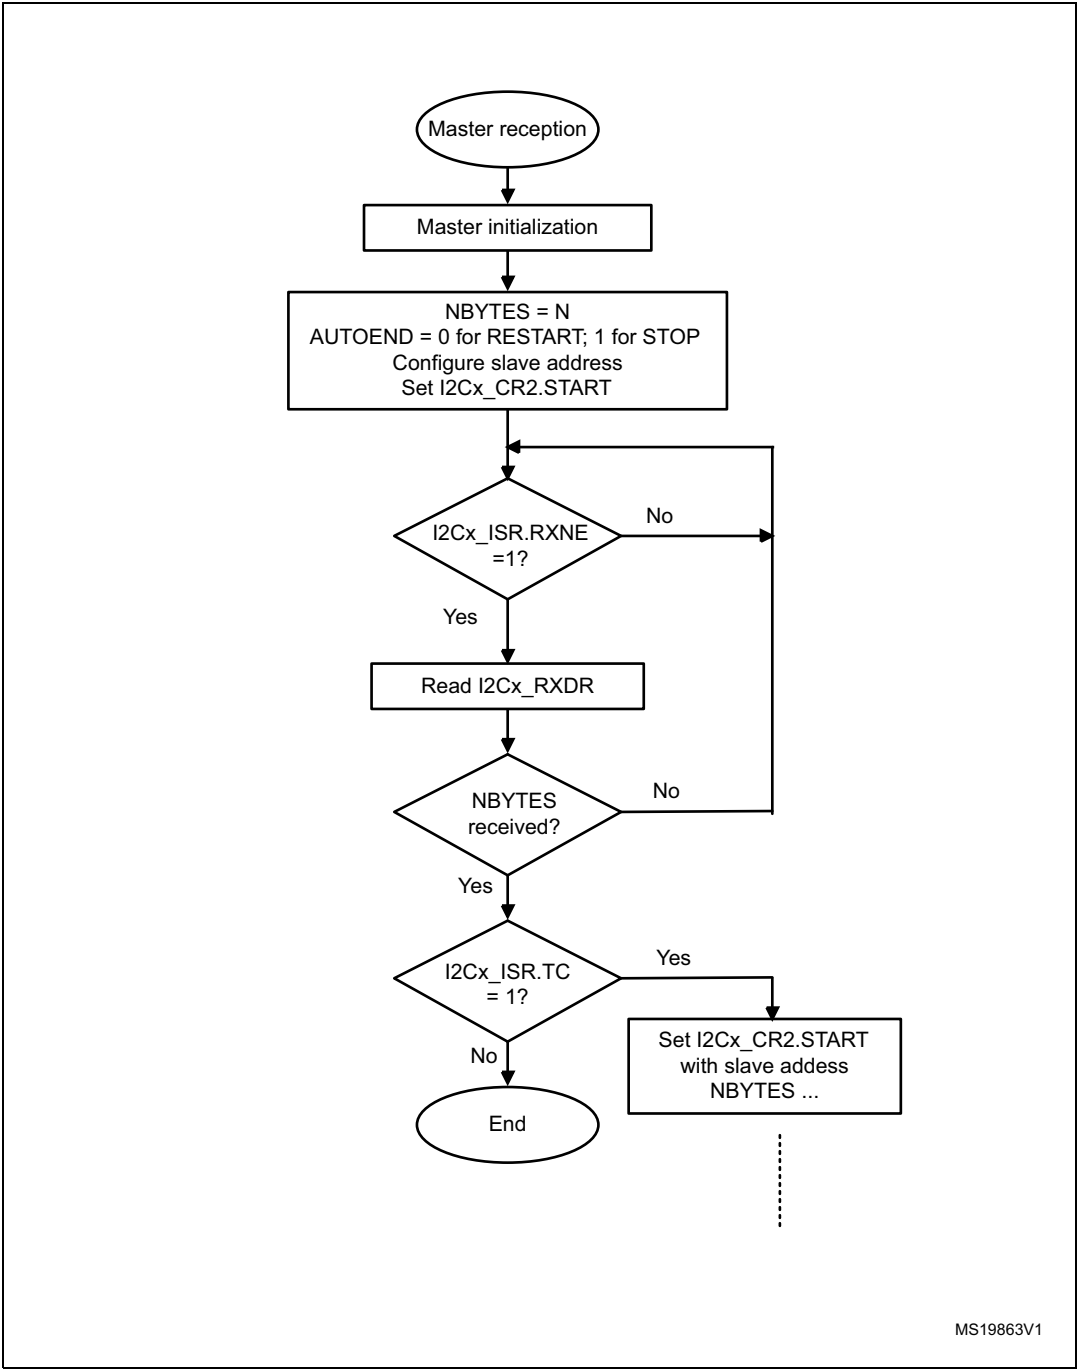 Master reception
Master initialization
NBYTES = N
AUTOEND = 0 for RESTART; 1 for STOP
Configure slave address
Set I2Cx_CR2.START
I2Cx_ISR.RXNE
=1?
No
Yes
Read I2Cx_RXDR
NBYTES
received?
No
Yes
I2Cx_ISR.TC
= 1?
Yes
No
Set I2Cx_CR2.START
with slave addess
NBYTES ...
End
MS19863V1